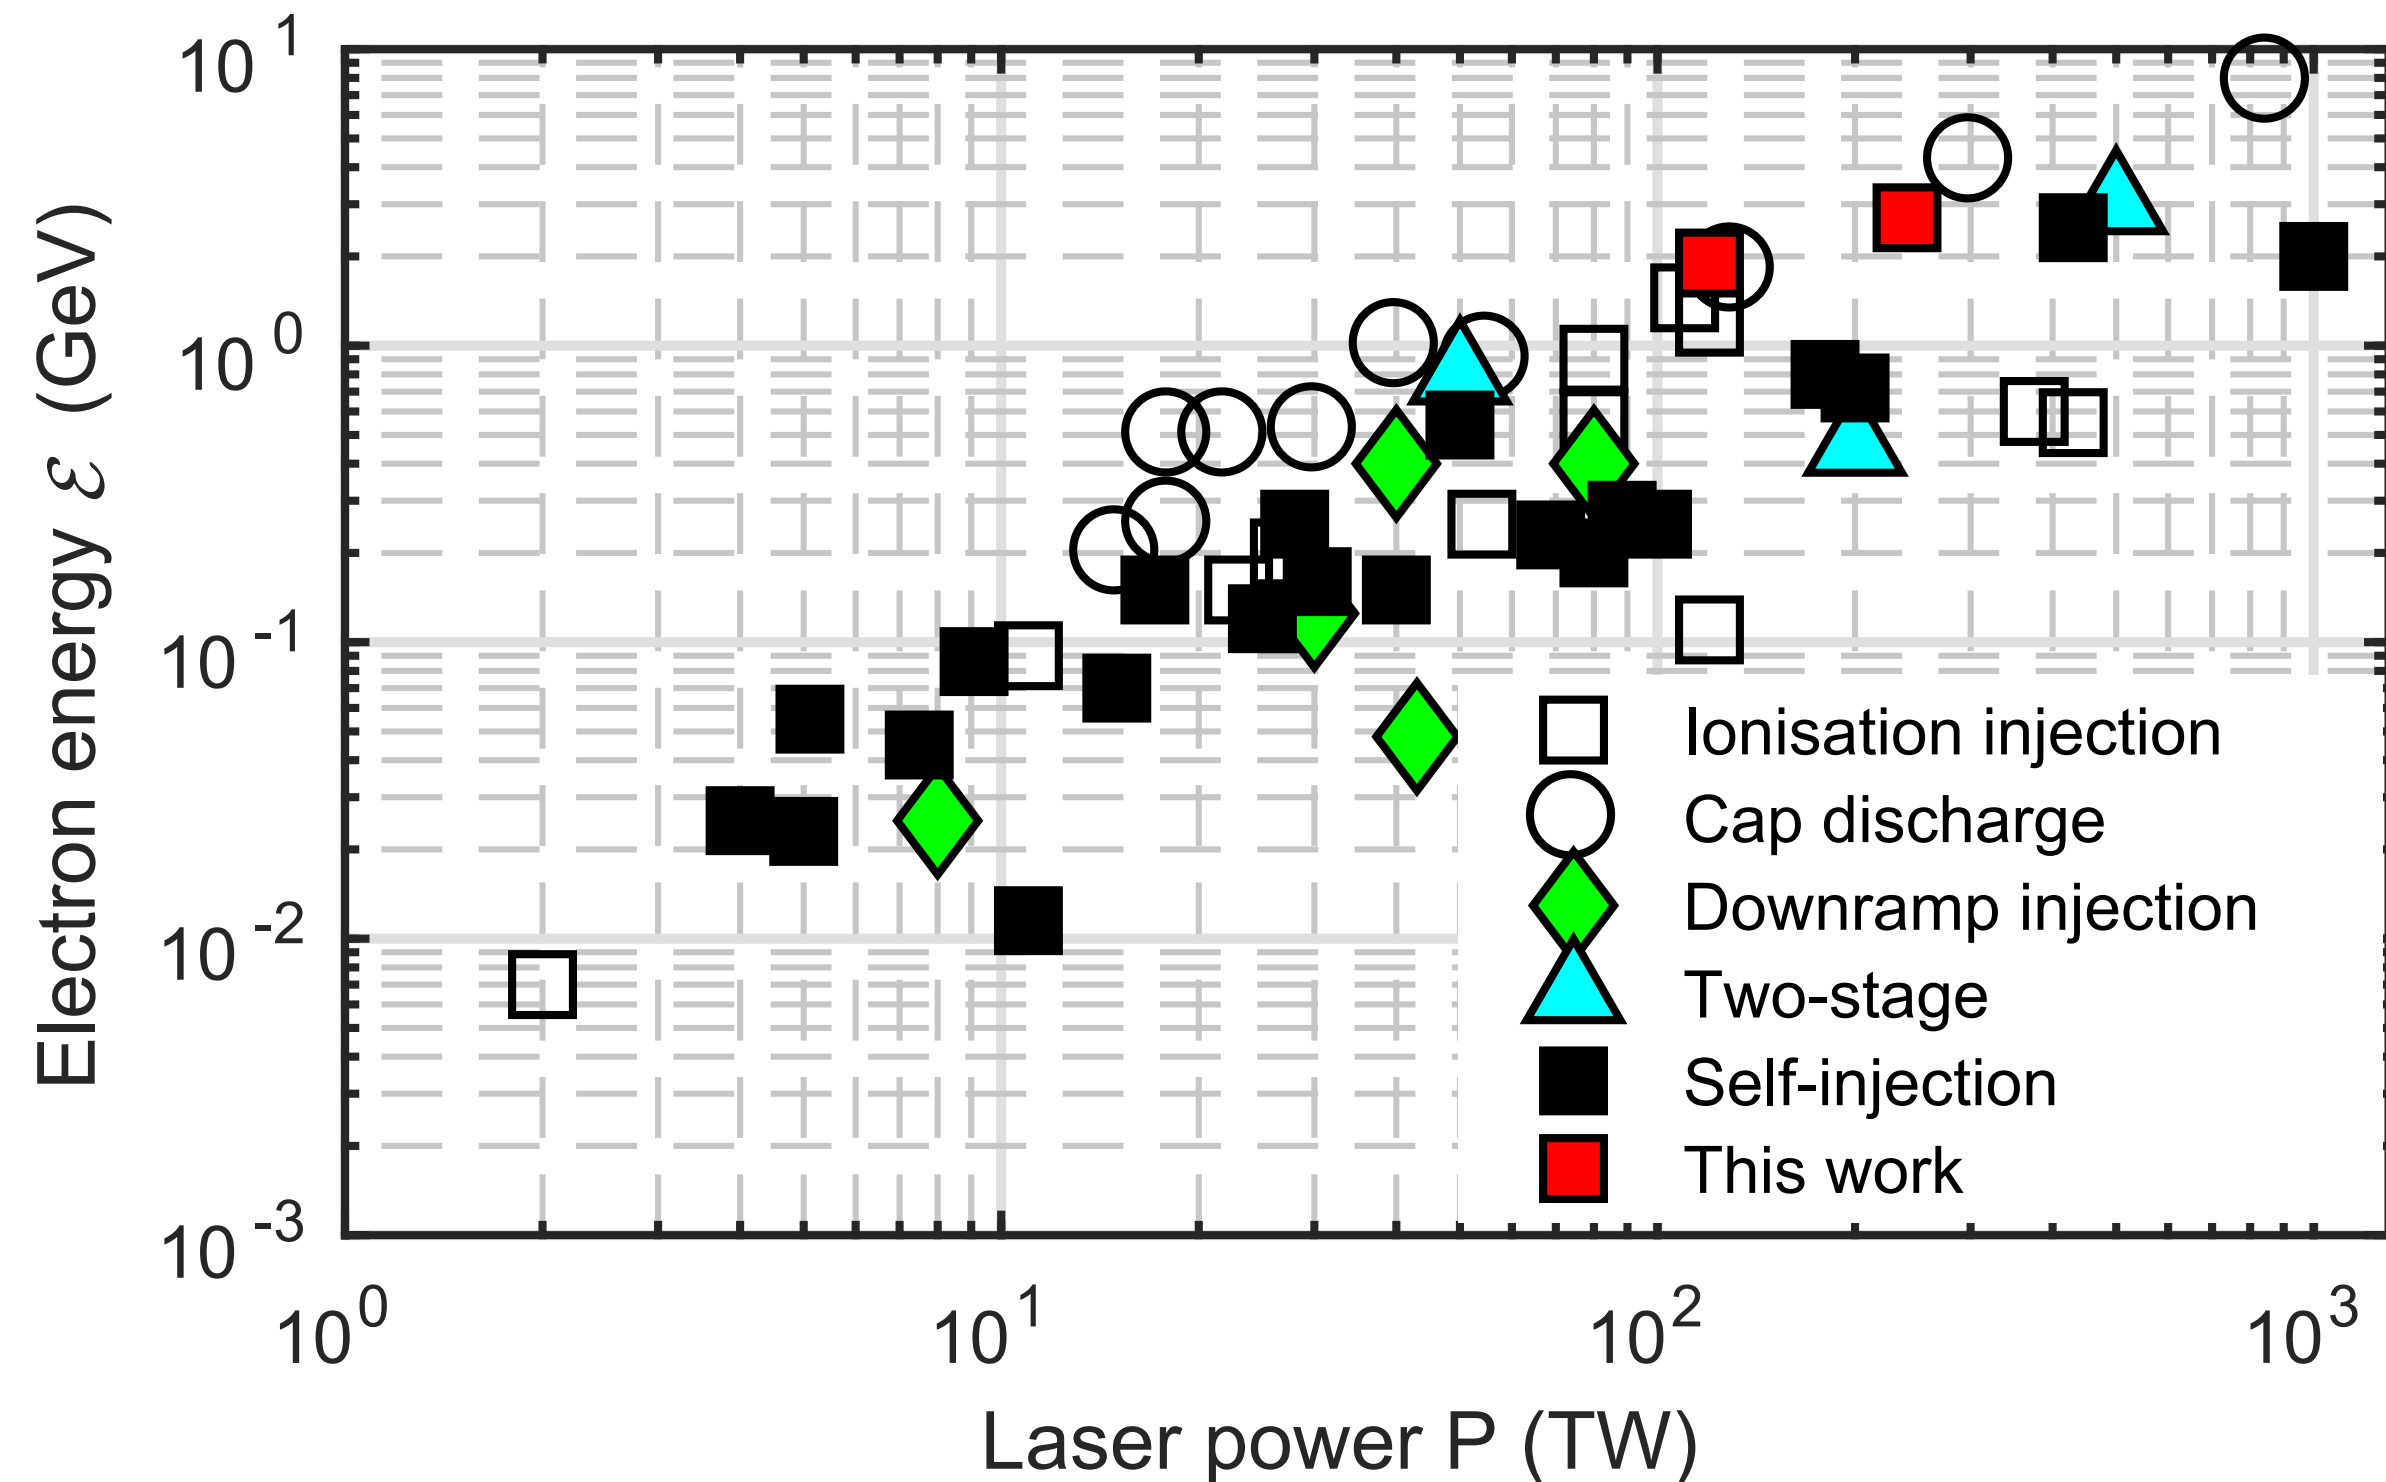 Electron energy ℰ (GeV)
10^1
10^0
10^-1
10^-2
10^-3
Ionisation injection
Cap discharge
Downramp injection
Two-stage
Self-injection
This work
10^0 10^1 10^2 10^3
Laser power P (TW)